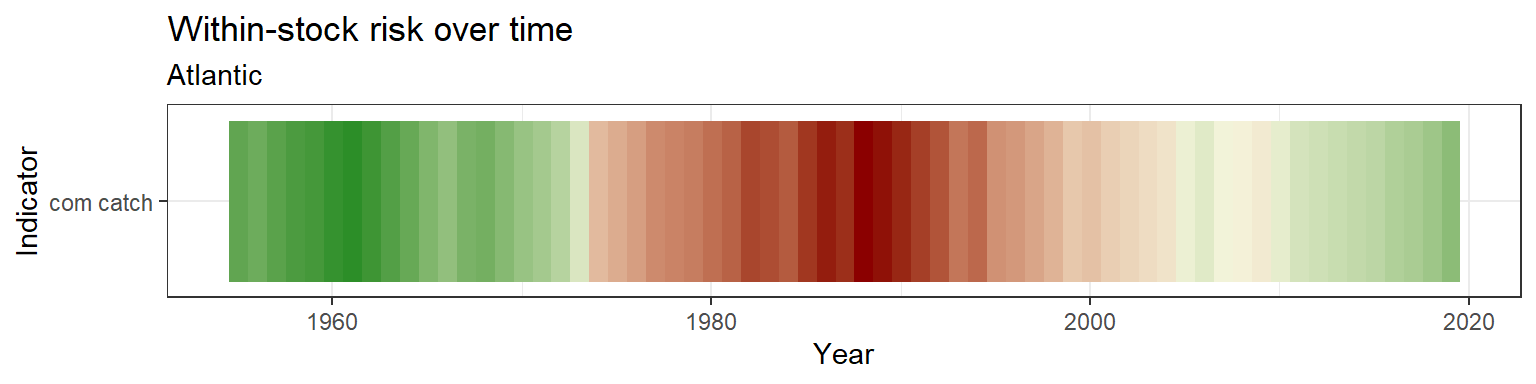 Within-stock risk over time
Atlantic
Indicator
com catch
1960 1980 2000 2020
Year